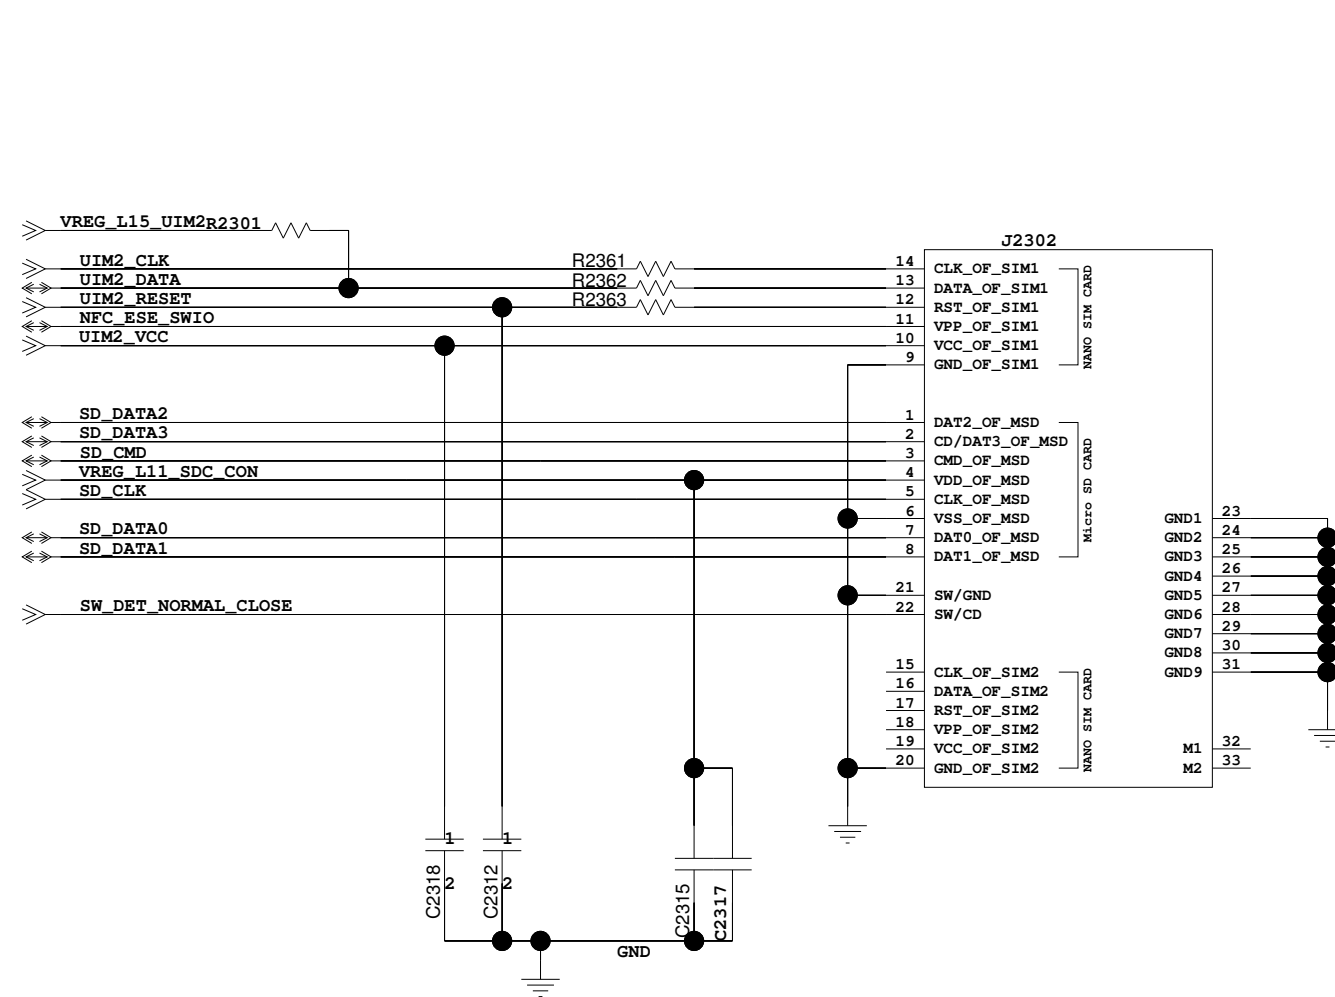 VREG_L15_UIM2 R2301
J2302
UIM2_CLK R2361 14 CLK_OF_SIM1
UIM2_DATA R2362 13 DATA_OF_SIM1
UIM2_RESET R2363 12 RST_OF_SIM1
NFC_ESE_SWIO 11 VPP_OF_SIM1
UIM2_VCC 10 VCC_OF_SIM1
9 GND_OF_SIM1
NANO SIM CARD
SD_DATA2 1 DAT2_OF_MSD
SD_DATA3 2 CD/DAT3_OF_MSD
SD_CMD 3 CMD_OF_MSD
VREG_L11_SDC_CON 4 VDD_OF_MSD
SD_CLK 5 CLK_OF_MSD
6 VSS_OF_MSD
SD_DATA0 7 DAT0_OF_MSD
SD_DATA1 8 DAT1_OF_MSD
Micro SD CARD
21 SW/GND
SW_DET_NORMAL_CLOSE 22 SW/CD
15 CLK_OF_SIM2
16 DATA_OF_SIM2
17 RST_OF_SIM2
18 VPP_OF_SIM2
19 VCC_OF_SIM2
20 GND_OF_SIM2
NANO SIM CARD
GND1 23
GND2 24
GND3 25
GND4 26
GND5 27
GND6 28
GND7 29
GND8 30
GND9 31
M1 32
M2 33
1 1
C2318 2 C2312 2 C2315 C2317
GND